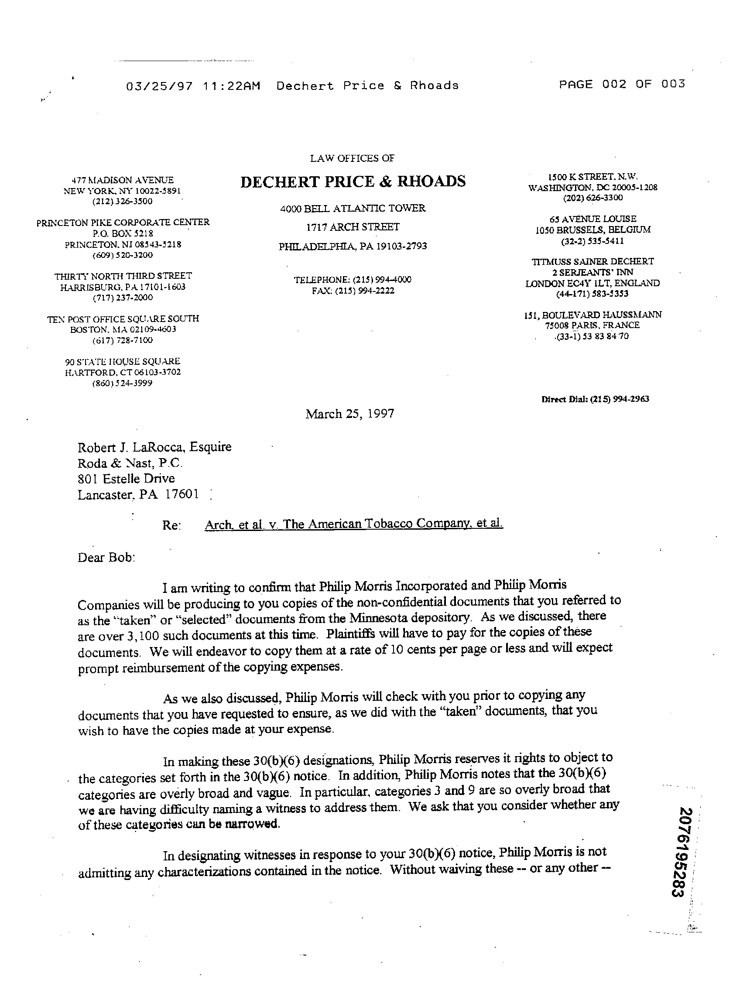 03/25/97 11:22AM Dechert Price & Rhoads PAGE 002 OF 003
LAW OFFICES OF
DECHERT PRICE & RHOADS
4000 BELL ATLANTIC TOWER
1717 ARCH STREET
PHILADELPHIA, PA 19103-2793
TELEPHONE: (215) 994-4000
FAX: (215) 994-2222
477 MADISON AVENUE
NEW YORK, NY 10022-5891
(212) 326-3500
PRINCETON PIKE CORPORATE CENTER
P.O. BOX 5218
PRINCETON, NJ 08543-5218
(609) 520-3200
THIRTY NORTH THIRD STREET
HARRISBURG, PA 17101-1603
(717) 237-2000
TEN POST OFFICE SQUARE SOUTH
BOSTON, MA 02109-4603
(617) 728-7100
90 STATE HOUSE SQUARE
HARTFORD, CT 06103-3702
(860) 524-3999
1500 K STREET, N.W.
WASHINGTON, DC 20005-1208
(202) 626-3300
65 AVENUE LOUISE
1050 BRUSSELS, BELGIUM
(32-2) 535-5411
TITMUSS SAINER DECHERT
2 SERJEANTS' INN
LONDON EC4Y 1LT, ENGLAND
(44-171) 583-5353
151, BOULEVARD HAUSSMANN
75008 PARIS, FRANCE
(33-1) 53 83 84 70
Direct Dial: (215) 994-2963
March 25, 1997
Robert J. LaRocca, Esquire
Roda & Nast, P.C.
801 Estelle Drive
Lancaster, PA 17601
Re: Arch, et al. v. The American Tobacco Company, et al.
Dear Bob:
I am writing to confirm that Philip Morris Incorporated and Philip Morris
Companies will be producing to you copies of the non-confidential documents that you referred to
as the “taken” or “selected” documents from the Minnesota depository. As we discussed, there
are over 3,100 such documents at this time. Plaintiffs will have to pay for the copies of these
documents. We will endeavor to copy them at a rate of 10 cents per page or less and will expect
prompt reimbursement of the copying expenses.
As we also discussed, Philip Morris will check with you prior to copying any
documents that you have requested to ensure, as we did with the “taken” documents, that you
wish to have the copies made at your expense.
In making these 30(b)(6) designations, Philip Morris reserves it rights to object to
the categories set forth in the 30(b)(6) notice. In addition, Philip Morris notes that the 30(b)(6)
categories are overly broad and vague. In particular, categories 3 and 9 are so overly broad that
we are having difficulty naming a witness to address them. We ask that you consider whether any
of these categories can be narrowed.
In designating witnesses in response to your 30(b)(6) notice, Philip Morris is not
admitting any characterizations contained in the notice. Without waiving these -- or any other --
2076195283